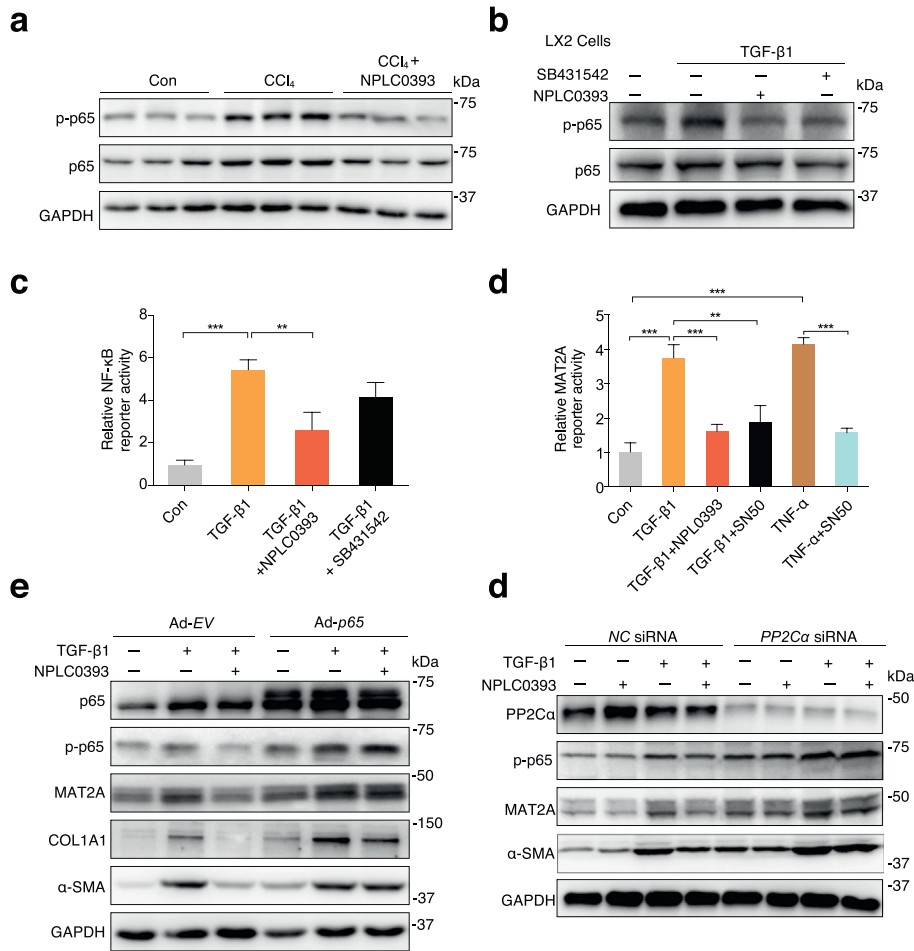 a
Con
CCl₄
CCl₄ +
NPLC0393
kDa
p-p65
-75
p65
-75
GAPDH
-37
b
LX2 Cells
TGF-β1
SB431542 – – – +
NPLC0393 – – + –
kDa
p-p65
-75
p65
-75
GAPDH
-37
c
Relative NF-κB
reporter activity
8
6
4
2
0
***
**
Con
TGF-β1
TGF-β1
+NPLC0393
TGF-β1
+ SB431542
d
Relative MAT2A
reporter activity
5
4
3
2
1
0
***
**
***
***
***
Con
TGF-β1
TGF-β1+NPL0393
TGF-β1+SN50
TNF-α
TNF-α+SN50
e
Ad-EV
Ad-p65
TGF-β1 – + + – + +
NPLC0393 – – + – – +
kDa
p65
-75
p-p65
-75
MAT2A
-50
COL1A1
-150
α-SMA
-37
GAPDH
-37
d
NC siRNA
PP2Cα siRNA
TGF-β1 – – + + – – + +
NPLC0393 – + – + – + – +
kDa
PP2Cα
-50
p-p65
-75
MAT2A
-50
α-SMA
-37
GAPDH
-37